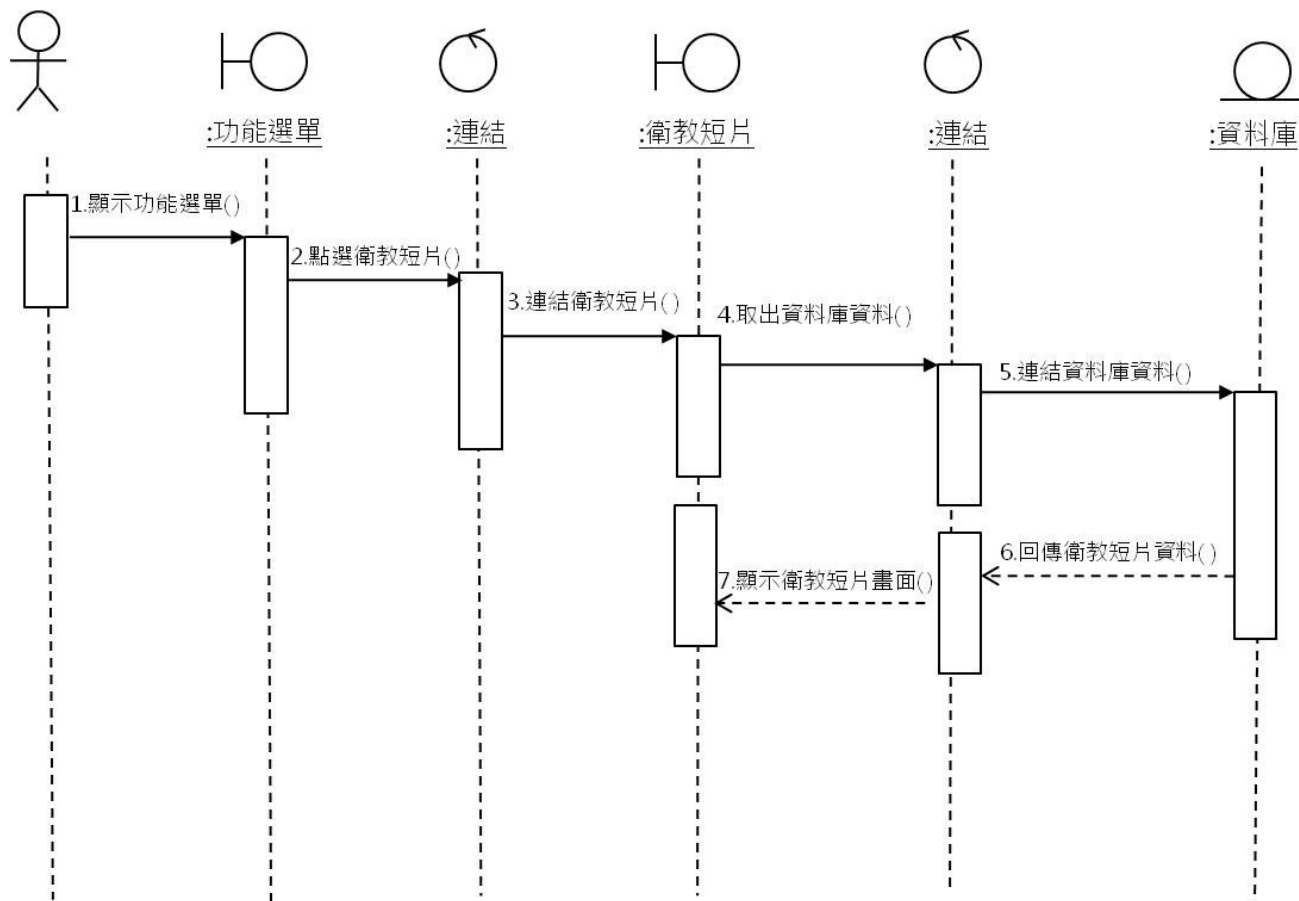 :功能選單
:連結
:衛教短片
:連結
:資料庫
1.顯示功能選單()
2.點選衛教短片()
3.連結衛教短片()
4.取出資料庫資料()
5.連結資料庫資料()
6.回傳衛教短片資料()
7.顯示衛教短片畫面()